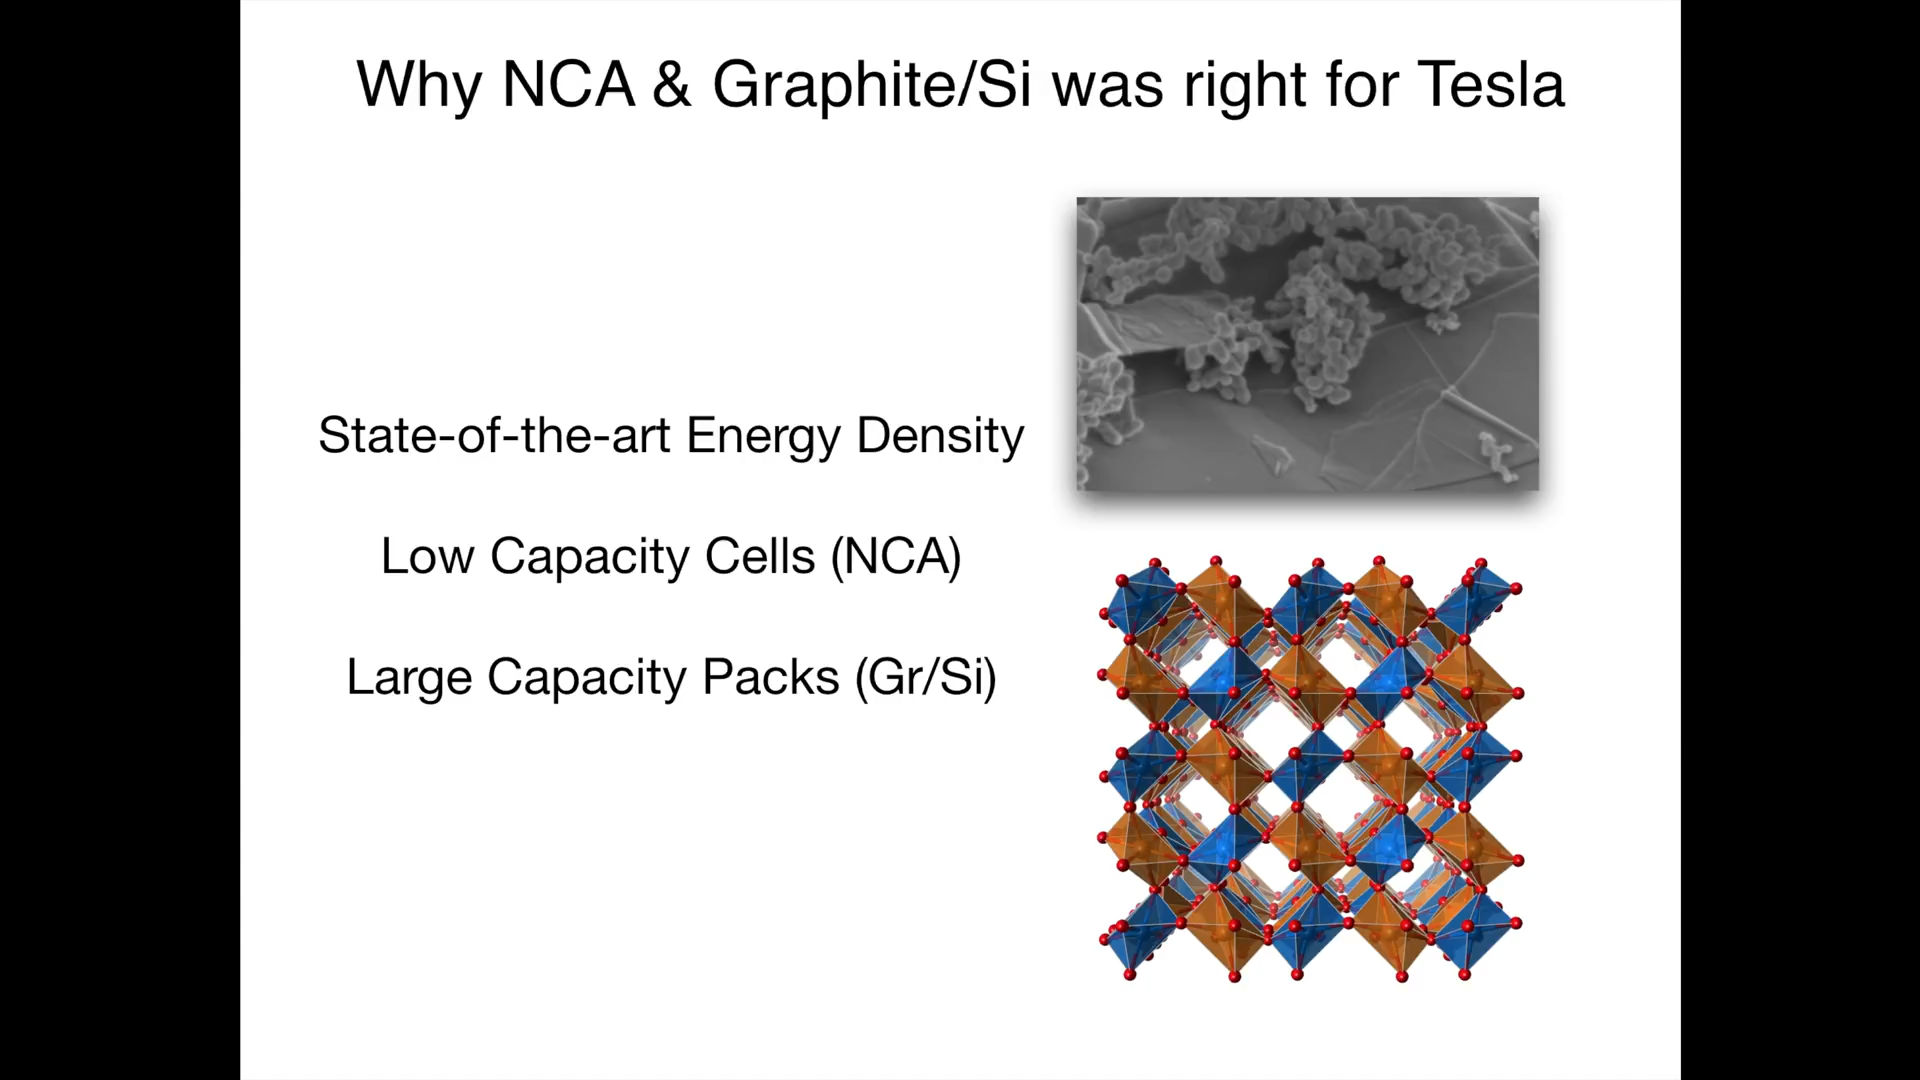 Why NCA & Graphite/Si was right for Tesla
State-of-the-art Energy Density
Low Capacity Cells (NCA)
Large Capacity Packs (Gr/Si)